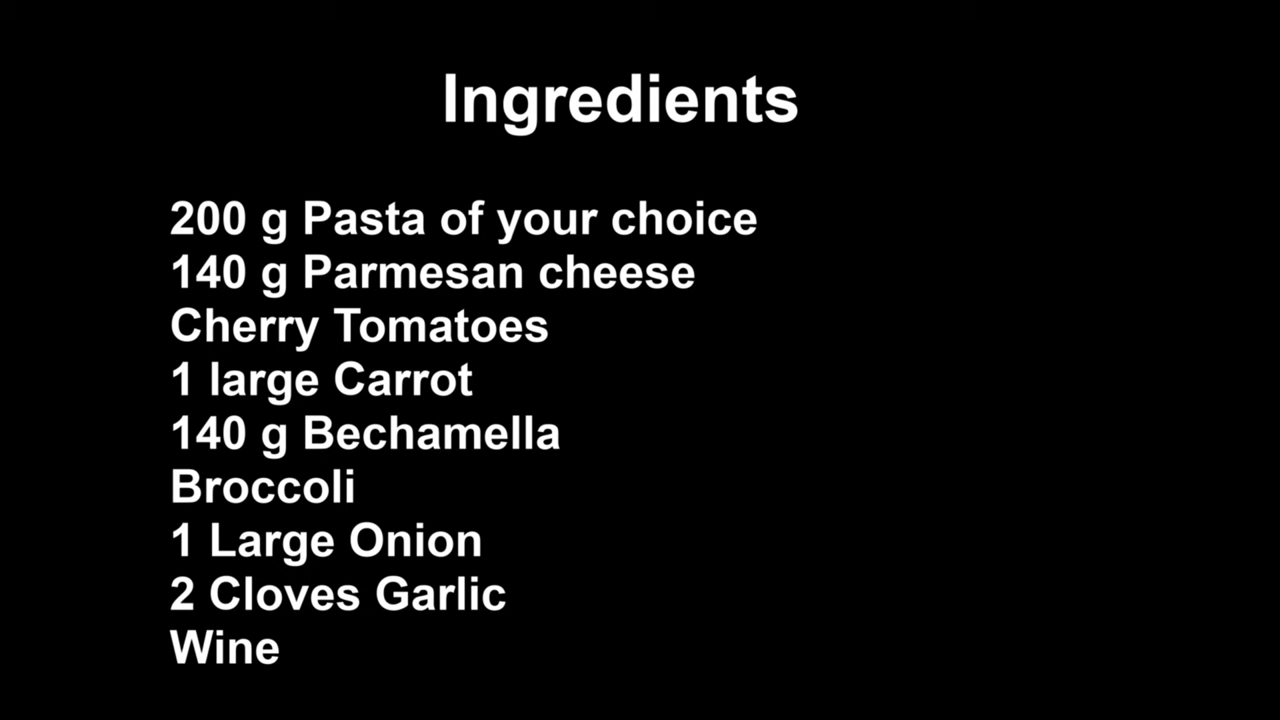 Ingredients
200 g Pasta of your choice
140 g Parmesan cheese
Cherry Tomatoes
1 large Carrot
140 g Bechamella
Broccoli
1 Large Onion
2 Cloves Garlic
Wine